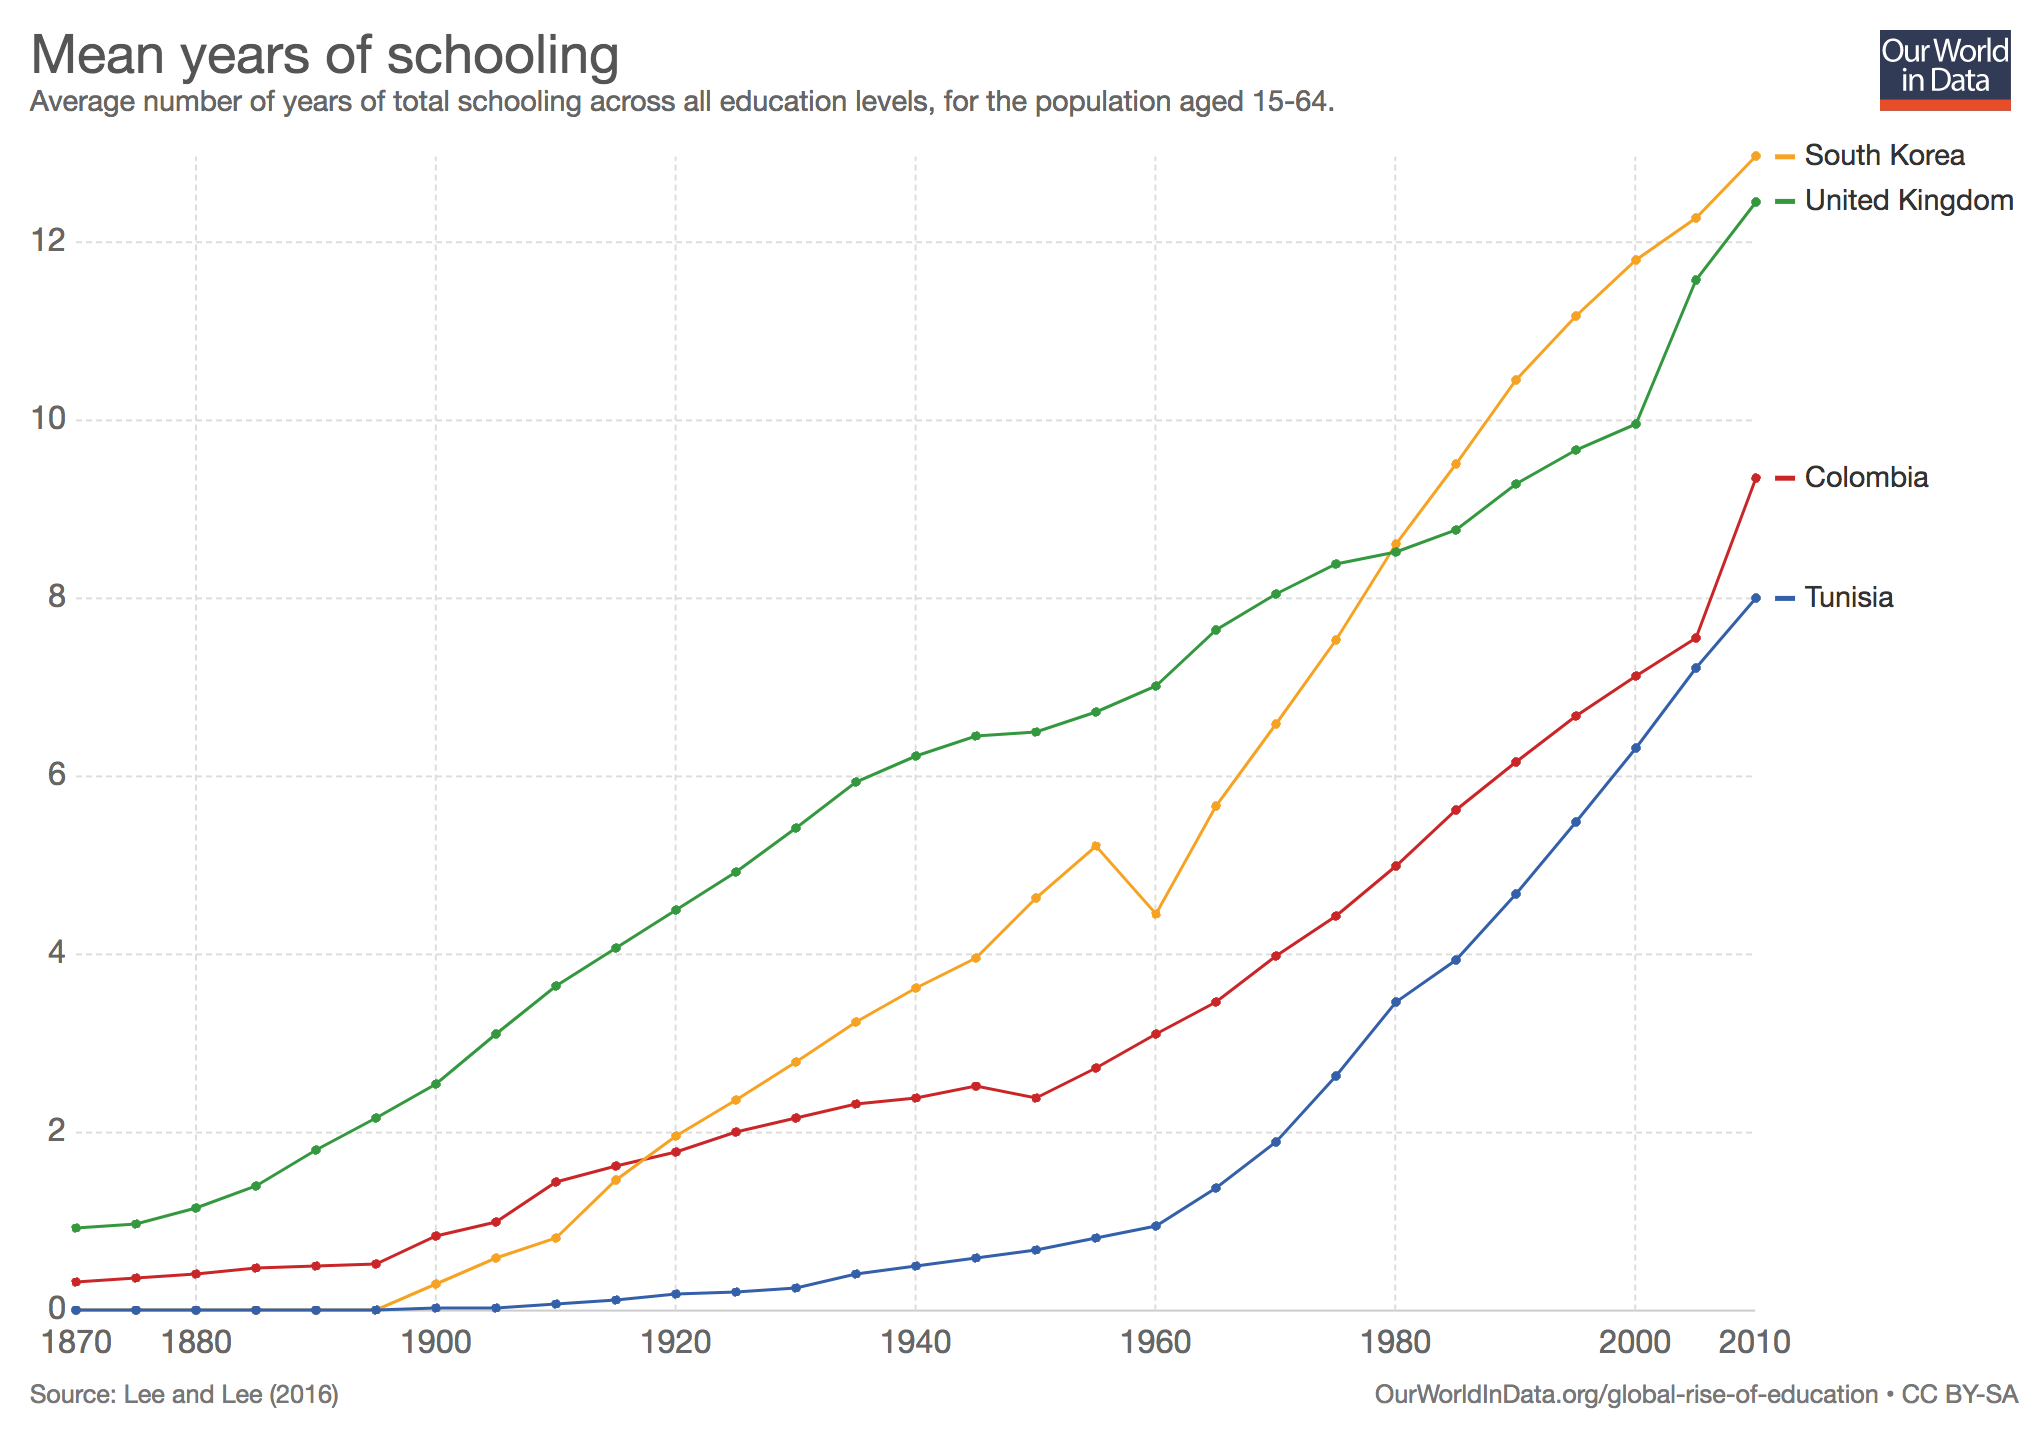 Mean years of schooling
Average number of years of total schooling across all education levels, for the population aged 15-64.
Our World
in Data
South Korea
United Kingdom
12
10
Colombia
8
Tunisia
6
4
2
0
1870 1880 1900 1920 1940 1960 1980 2000 2010
Source: Lee and Lee (2016)
OurWorldInData.org/global-rise-of-education • CC BY-SA